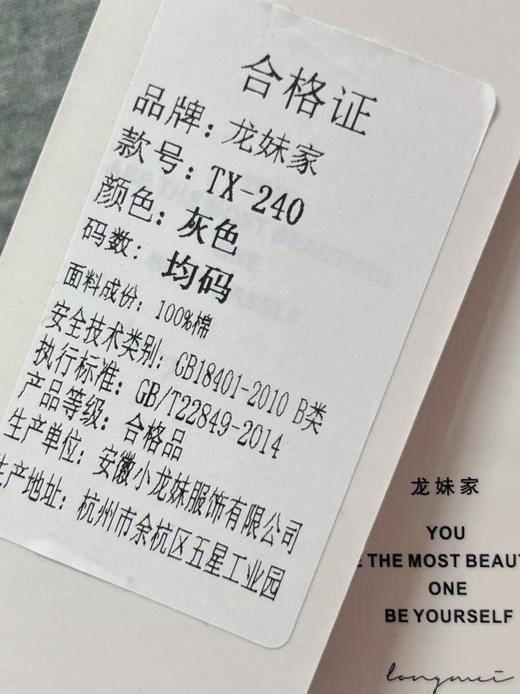 合格证
品牌：龙妹家
款号：TX-240
颜色：灰色
码数：均码
面料成份：100%棉
安全技术类别：GB18401-2010 B类
执行标准：GB/T22849-2014
产品等级：合格品
生产单位：安徽小龙妹服饰有限公司
生产地址：杭州市余杭区五星工业园
龙妹家
YOU
THE MOST BEAUT
ONE
BE YOURSELF
longmei